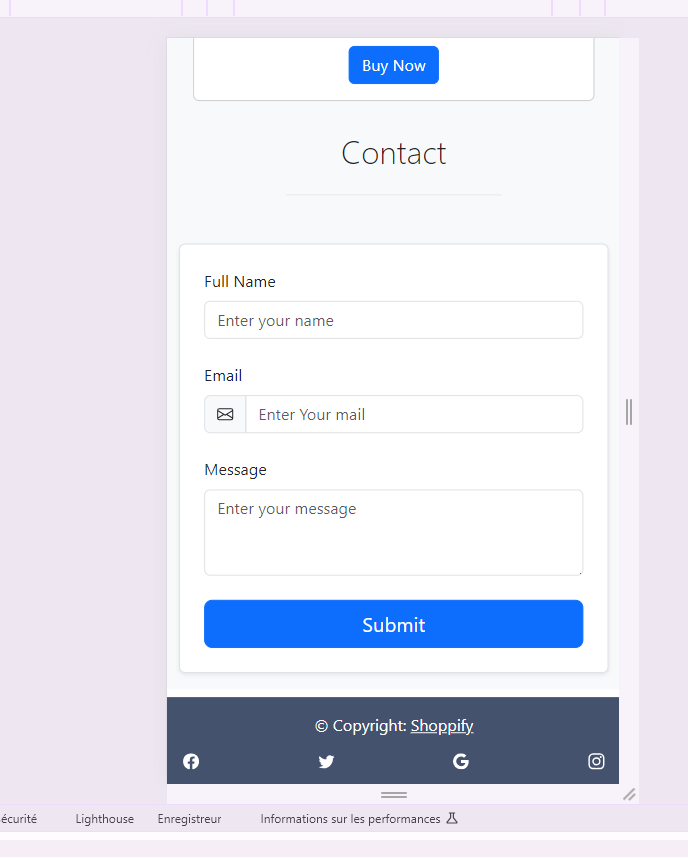 Buy Now
Contact
Full Name
Enter your name
Email
Enter Your mail
Message
Enter your message
Submit
© Copyright: Shoppify
Lighthouse Enregistreur Informations sur les performances